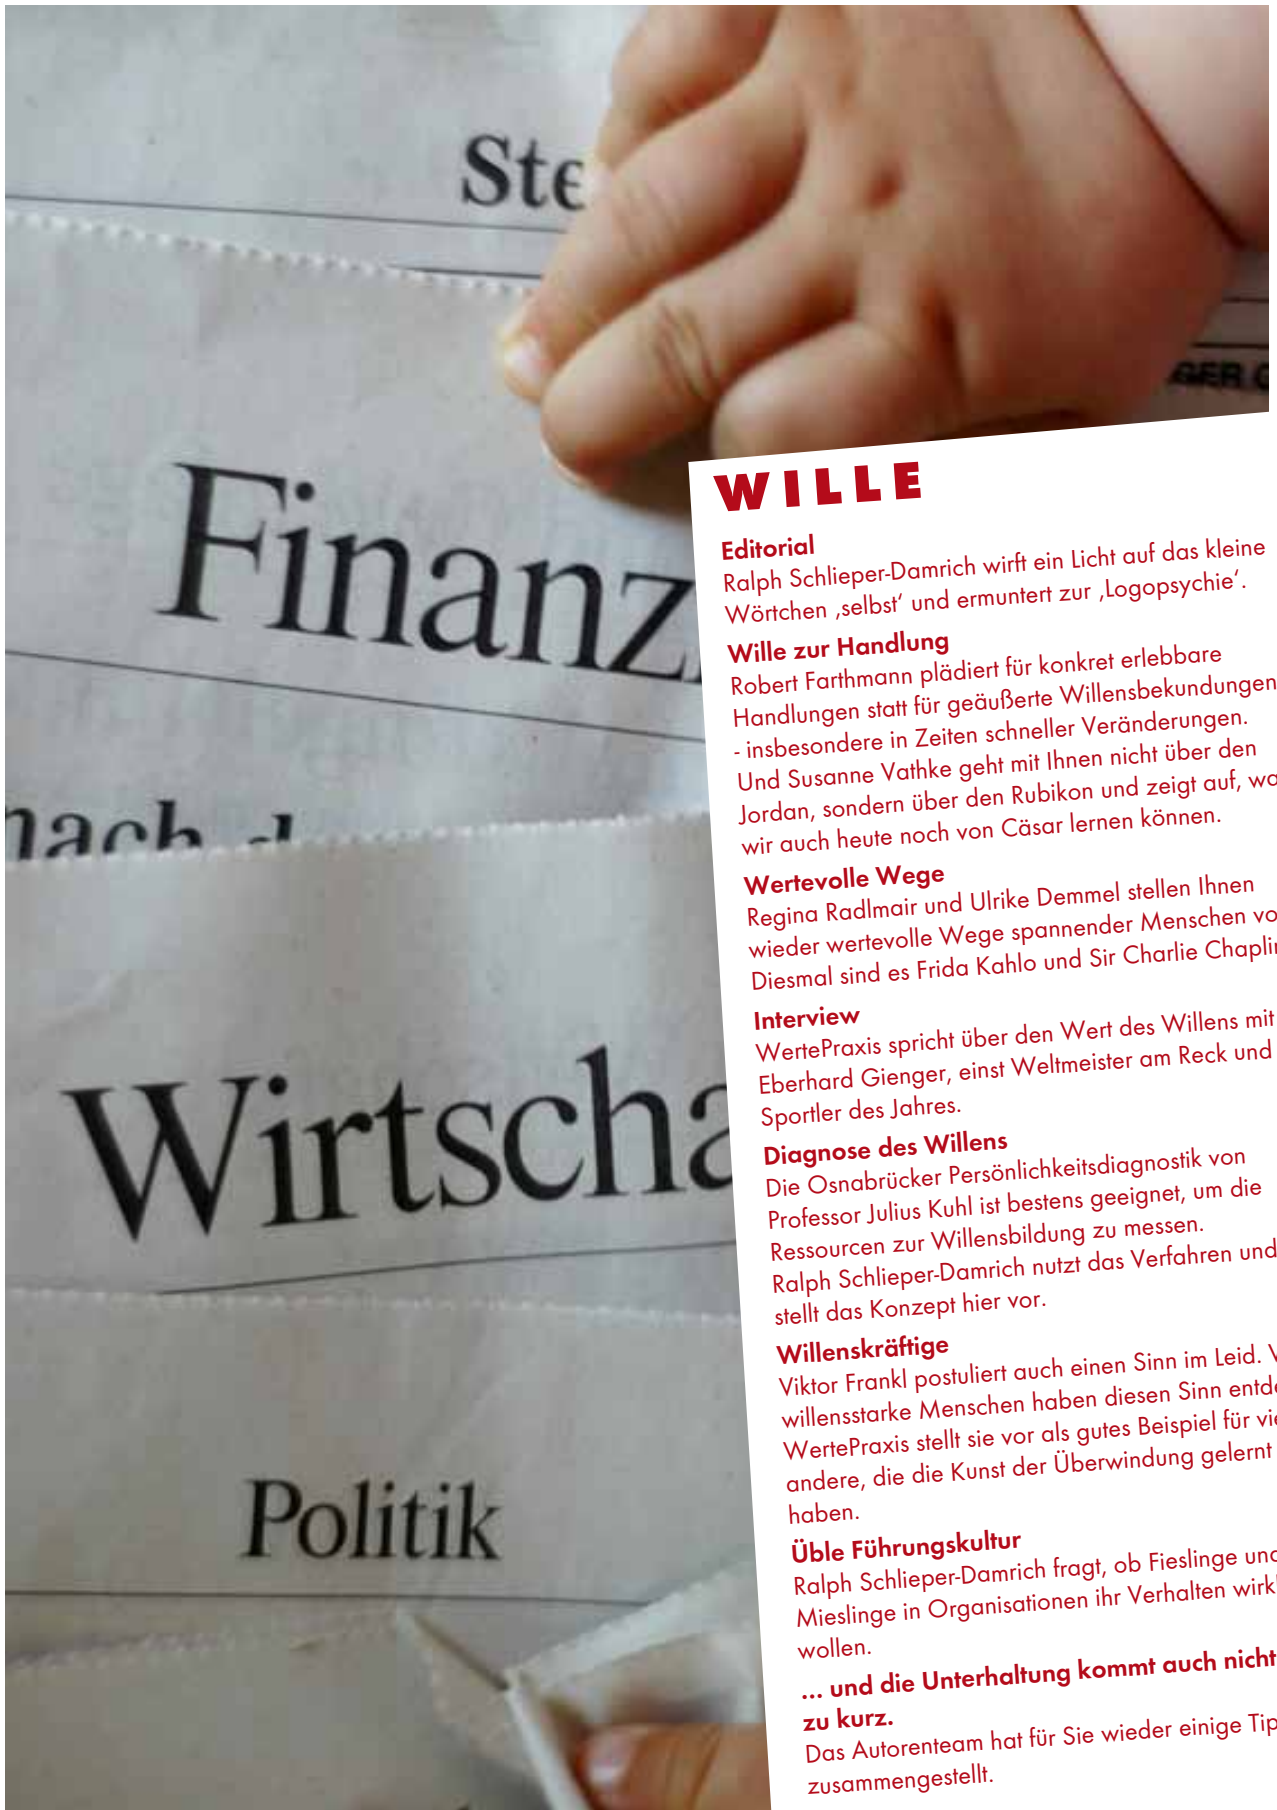 Ste
Finanz
GER
nach d
Wirtscha
Politik
WILLE
Editorial
Ralph Schlieper-Damrich wirft ein Licht auf das kleine
Wörtchen ‚selbst‘ und ermuntert zur ‚Logopsychie‘.
Wille zur Handlung
Robert Farthmann plädiert für konkret erlebbare
Handlungen statt für geäußerte Willensbekundungen
- insbesondere in Zeiten schneller Veränderungen.
Und Susanne Vathke geht mit Ihnen nicht über den
Jordan, sondern über den Rubikon und zeigt auf, wa
wir auch heute noch von Cäsar lernen können.
Wertevolle Wege
Regina Radlmair und Ulrike Demmel stellen Ihnen
wieder wertevolle Wege spannender Menschen vo
Diesmal sind es Frida Kahlo und Sir Charlie Chaplin
Interview
WertePraxis spricht über den Wert des Willens mit
Eberhard Gienger, einst Weltmeister am Reck und
Sportler des Jahres.
Diagnose des Willens
Die Osnabrücker Persönlichkeitsdiagnostik von
Professor Julius Kuhl ist bestens geeignet, um die
Ressourcen zur Willensbildung zu messen.
Ralph Schlieper-Damrich nutzt das Verfahren und
stellt das Konzept hier vor.
Willenskräftige
Viktor Frankl postuliert auch einen Sinn im Leid. V
willensstarke Menschen haben diesen Sinn entde
WertePraxis stellt sie vor als gutes Beispiel für vie
andere, die die Kunst der Überwindung gelernt
haben.
Üble Führungskultur
Ralph Schlieper-Damrich fragt, ob Fieslinge und
Mieslinge in Organisationen ihr Verhalten wirk
wollen.
... und die Unterhaltung kommt auch nicht
zu kurz.
Das Autorenteam hat für Sie wieder einige Tip
zusammengestellt.